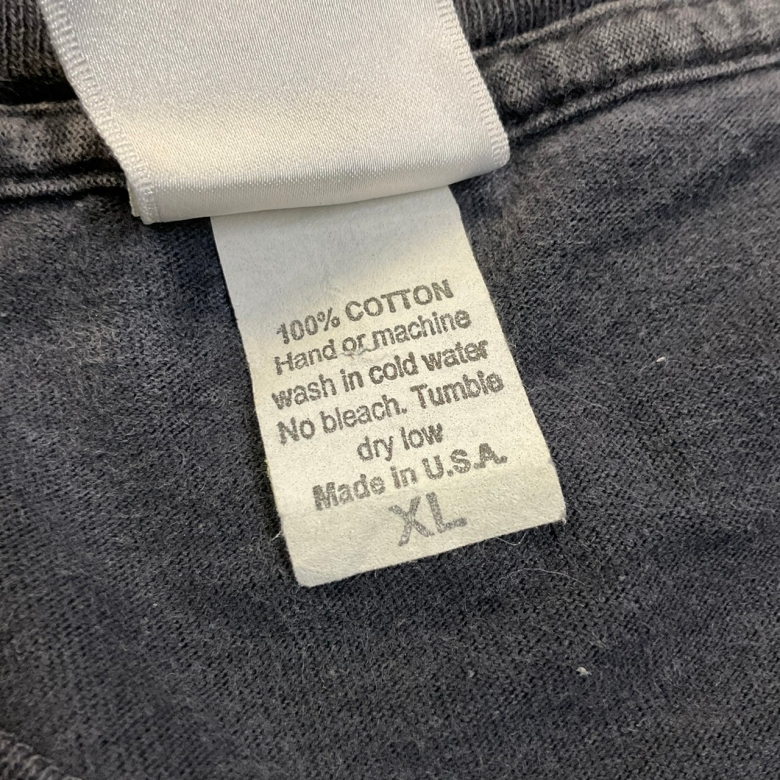 100% COTTON
Hand or machine
wash in cold water
No bleach. Tumble
dry low
Made in U.S.A.
XL